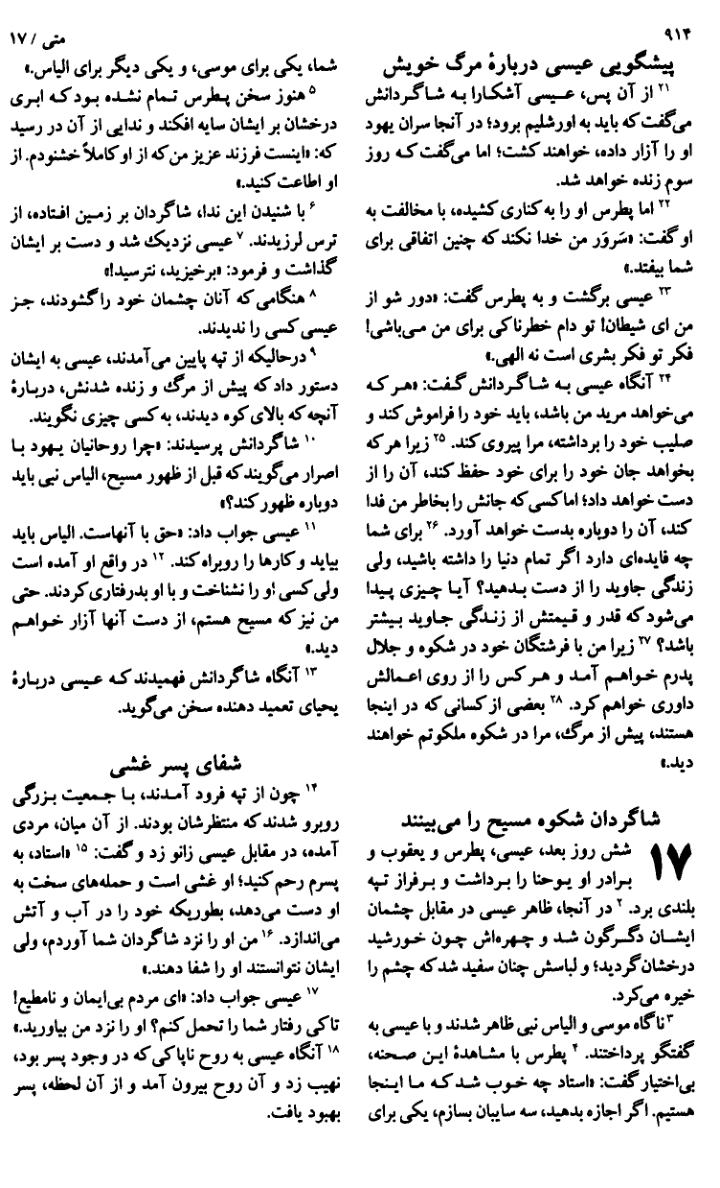 ۹۱۴
متی / ۱۷
پیشگویی عیسی دربارهٔ مرگ خویش
۲۱ از آن پس، عیسی آشکارا به شاگردانش
می‌گفت که باید به اورشلیم برود؛ در آنجا سران یهود
او را آزار داده، خواهند کشت؛ اما می‌گفت که روز
سوم زنده خواهد شد.
۲۲ اما پطرس او را به کناری کشیده، با مخالفت به
او گفت: «سَروَر من خدا نکند که چنین اتفاقی برای
شما بیفتد.»
۲۳ عیسی برگشت و به پطرس گفت: «دور شو از
من ای شیطان! تو دام خطرناکی برای من می‌باشی!
فکر تو فکر بشری است نه الهی.»
۲۴ آنگاه عیسی به شاگردانش گفت: «هر که
می‌خواهد مرید من باشد، باید خود را فراموش کند و
صلیب خود را برداشته، مرا پیروی کند. ۲۵ زیرا هر که
بخواهد جان خود را برای خود حفظ کند، آن را از
دست خواهد داد؛ اما کسی که جانش را بخاطر من فدا
کند، آن را دوباره بدست خواهد آورد. ۲۶ برای شما
چه فایده‌ای دارد اگر تمام دنیا را داشته باشید، ولی
زندگی جاوید را از دست بدهید؟ آیا چیزی پیدا
می‌شود که قدر و قیمتش از زندگی جاوید بیشتر
باشد؟ ۲۷ زیرا من با فرشتگان خود در شکوه و جلال
پدرم خواهم آمد و هر کس را از روی اعمالش
داوری خواهم کرد. ۲۸ بعضی از کسانی که در اینجا
هستند، پیش از مرگ، مرا در شکوه ملکوتم خواهند
دید.»
شاگردان شکوه مسیح را می‌بینند
۱۷ شش روز بعد، عیسی، پطرس و یعقوب و
برادر او یوحنا را برداشت و بر فراز تپه
بلندی برد. ۲ در آنجا، ظاهر عیسی در مقابل چشمان
ایشان دگرگون شد و چهره‌اش چون خورشید
درخشان گردید؛ و لباسش چنان سفید شد که چشم را
خیره می‌کرد.
۳ ناگاه موسی و الیاس نبی ظاهر شدند و با عیسی به
گفتگو پرداختند. ۴ پطرس با مشاهدهٔ این صحنه،
بی‌اختیار گفت: «استاد چه خوب شد که ما اینجا
هستیم. اگر اجازه بدهید، سه سایبان بسازم، یکی برای
شما، یکی برای موسی، و یکی دیگر برای الیاس.»
۵ هنوز سخن پطرس تمام نشده بود که ابری
درخشان بر ایشان سایه افکند و ندایی از آن در رسید
که: «اینست فرزند عزیز من که از او کاملاً خشنودم. از
او اطاعت کنید.»
۶ با شنیدن این ندا، شاگردان بر زمین افتاده، از
ترس لرزیدند. ۷ عیسی نزدیک شد و دست بر ایشان
گذاشت و فرمود: «برخیزید، نترسید!»
۸ هنگامی که آنان چشمان خود را گشودند، جز
عیسی کسی را ندیدند.
۹ درحالیکه از تپه پایین می‌آمدند، عیسی به ایشان
دستور داد که پیش از مرگ و زنده شدنش، دربارهٔ
آنچه که بالای کوه دیدند، به کسی چیزی نگویند.
۱۰ شاگردانش پرسیدند: «چرا روحانیان یهود با
اصرار می‌گویند که قبل از ظهور مسیح، الیاس نبی باید
دوباره ظهور کند؟»
۱۱ عیسی جواب داد: «حق با آنهاست. الیاس باید
بیاید و کارها را روبراه کند. ۱۲ در واقع او آمده است
ولی کسی او را نشناخت و با او بدرفتاری کردند. حتی
من نیز که مسیح هستم، از دست آنها آزار خواهم
دید.»
۱۳ آنگاه شاگردانش فهمیدند که عیسی دربارهٔ
یحیای تعمید دهنده سخن می‌گوید.
شفای پسر غشی
۱۴ چون از تپه فرود آمدند، با جمعیت بزرگی
روبرو شدند که منتظرشان بودند. از آن میان، مردی
آمده، در مقابل عیسی زانو زد و گفت: ۱۵ «استاد، به
پسرم رحم کنید؛ او غشی است و حمله‌های سخت به
او دست می‌دهد، بطوریکه خود را در آب و آتش
می‌اندازد. ۱۶ من او را نزد شاگردان شما آوردم، ولی
ایشان نتوانستند او را شفا دهند.»
۱۷ عیسی جواب داد: «ای مردم بی‌ایمان و نامطیع!
تا کی رفتار شما را تحمل کنم؟ او را نزد من بیاورید.»
۱۸ آنگاه عیسی به روح ناپاکی که در وجود پسر بود،
نهیب زد و آن روح بیرون آمد و از آن لحظه، پسر
بهبود یافت.